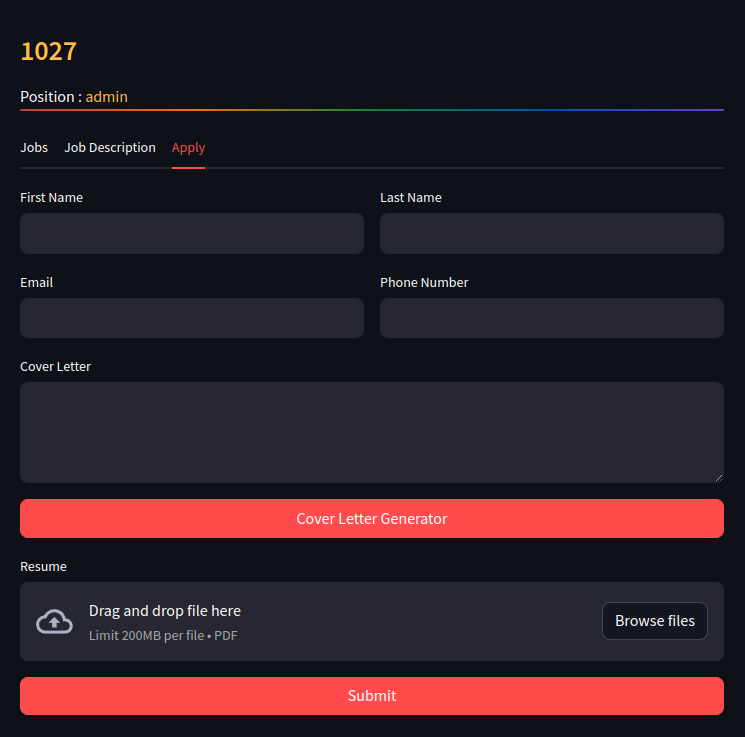 1027
Position : admin
Jobs Job Description Apply
First Name Last Name
Email Phone Number
Cover Letter
Cover Letter Generator
Resume
Drag and drop file here
Limit 200MB per file • PDF
Browse files
Submit